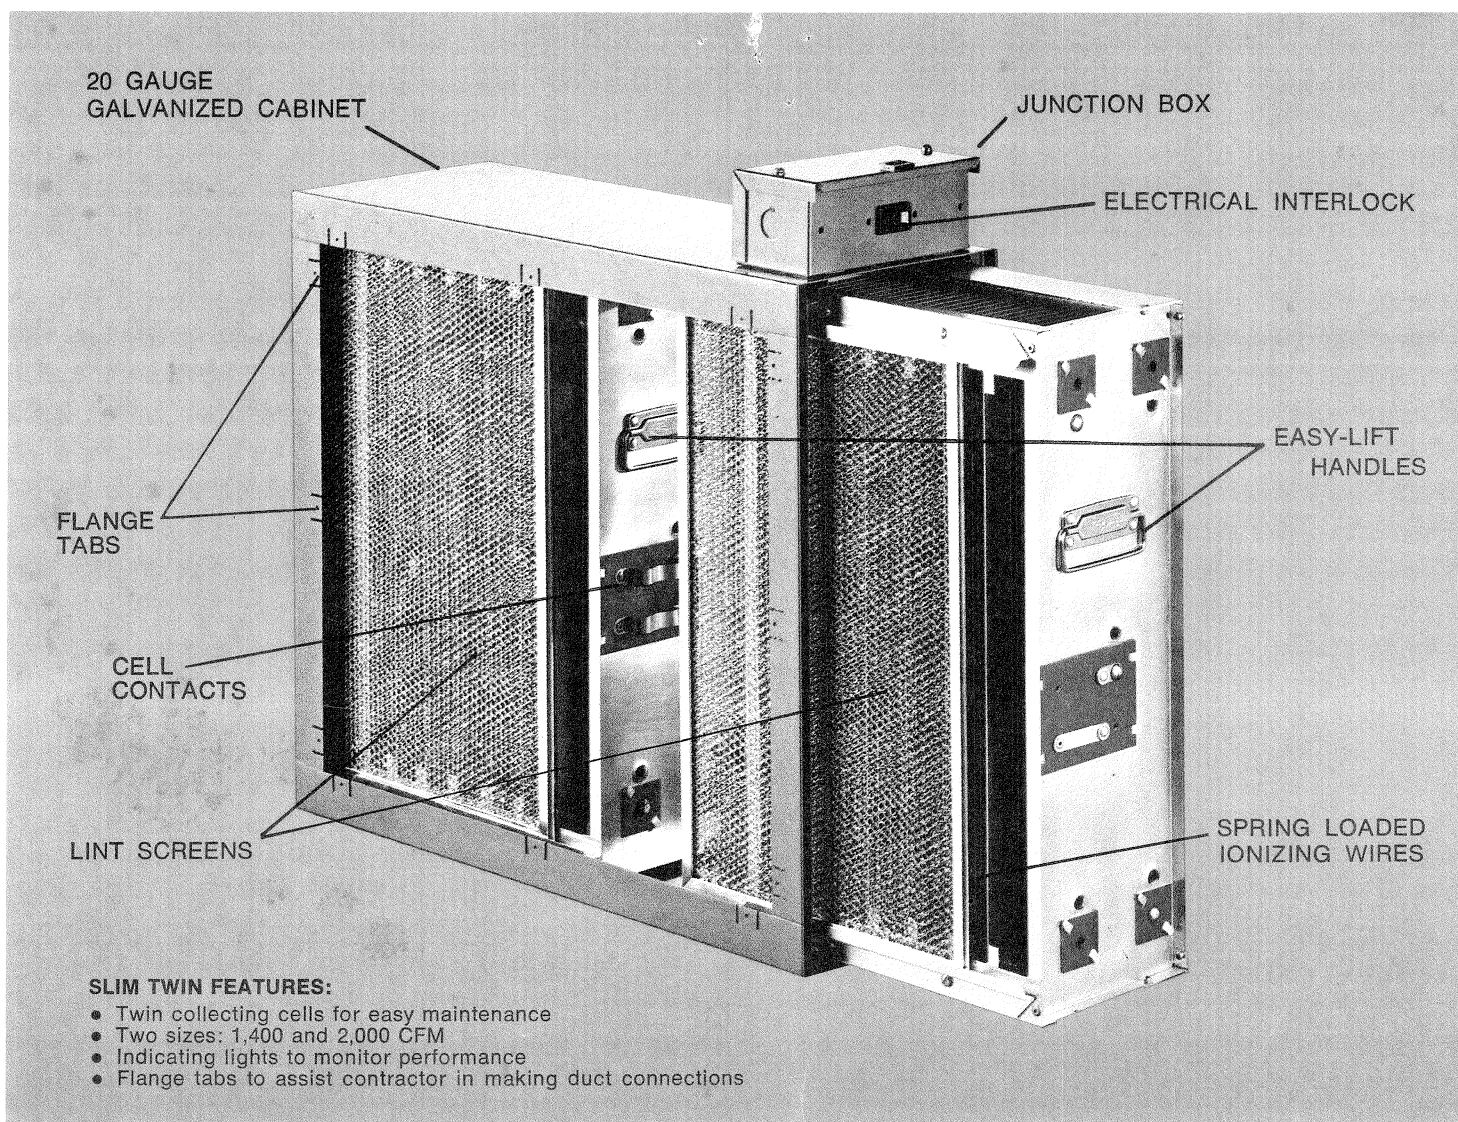 20 GAUGE
GALVANIZED CABINET
JUNCTION BOX
ELECTRICAL INTERLOCK
EASY-LIFT
HANDLES
FLANGE
TABS
CELL
CONTACTS
LINT SCREENS
SPRING LOADED
IONIZING WIRES
SLIM TWIN FEATURES:
● Twin collecting cells for easy maintenance
● Two sizes: 1,400 and 2,000 CFM
● Indicating lights to monitor performance
● Flange tabs to assist contractor in making duct connections